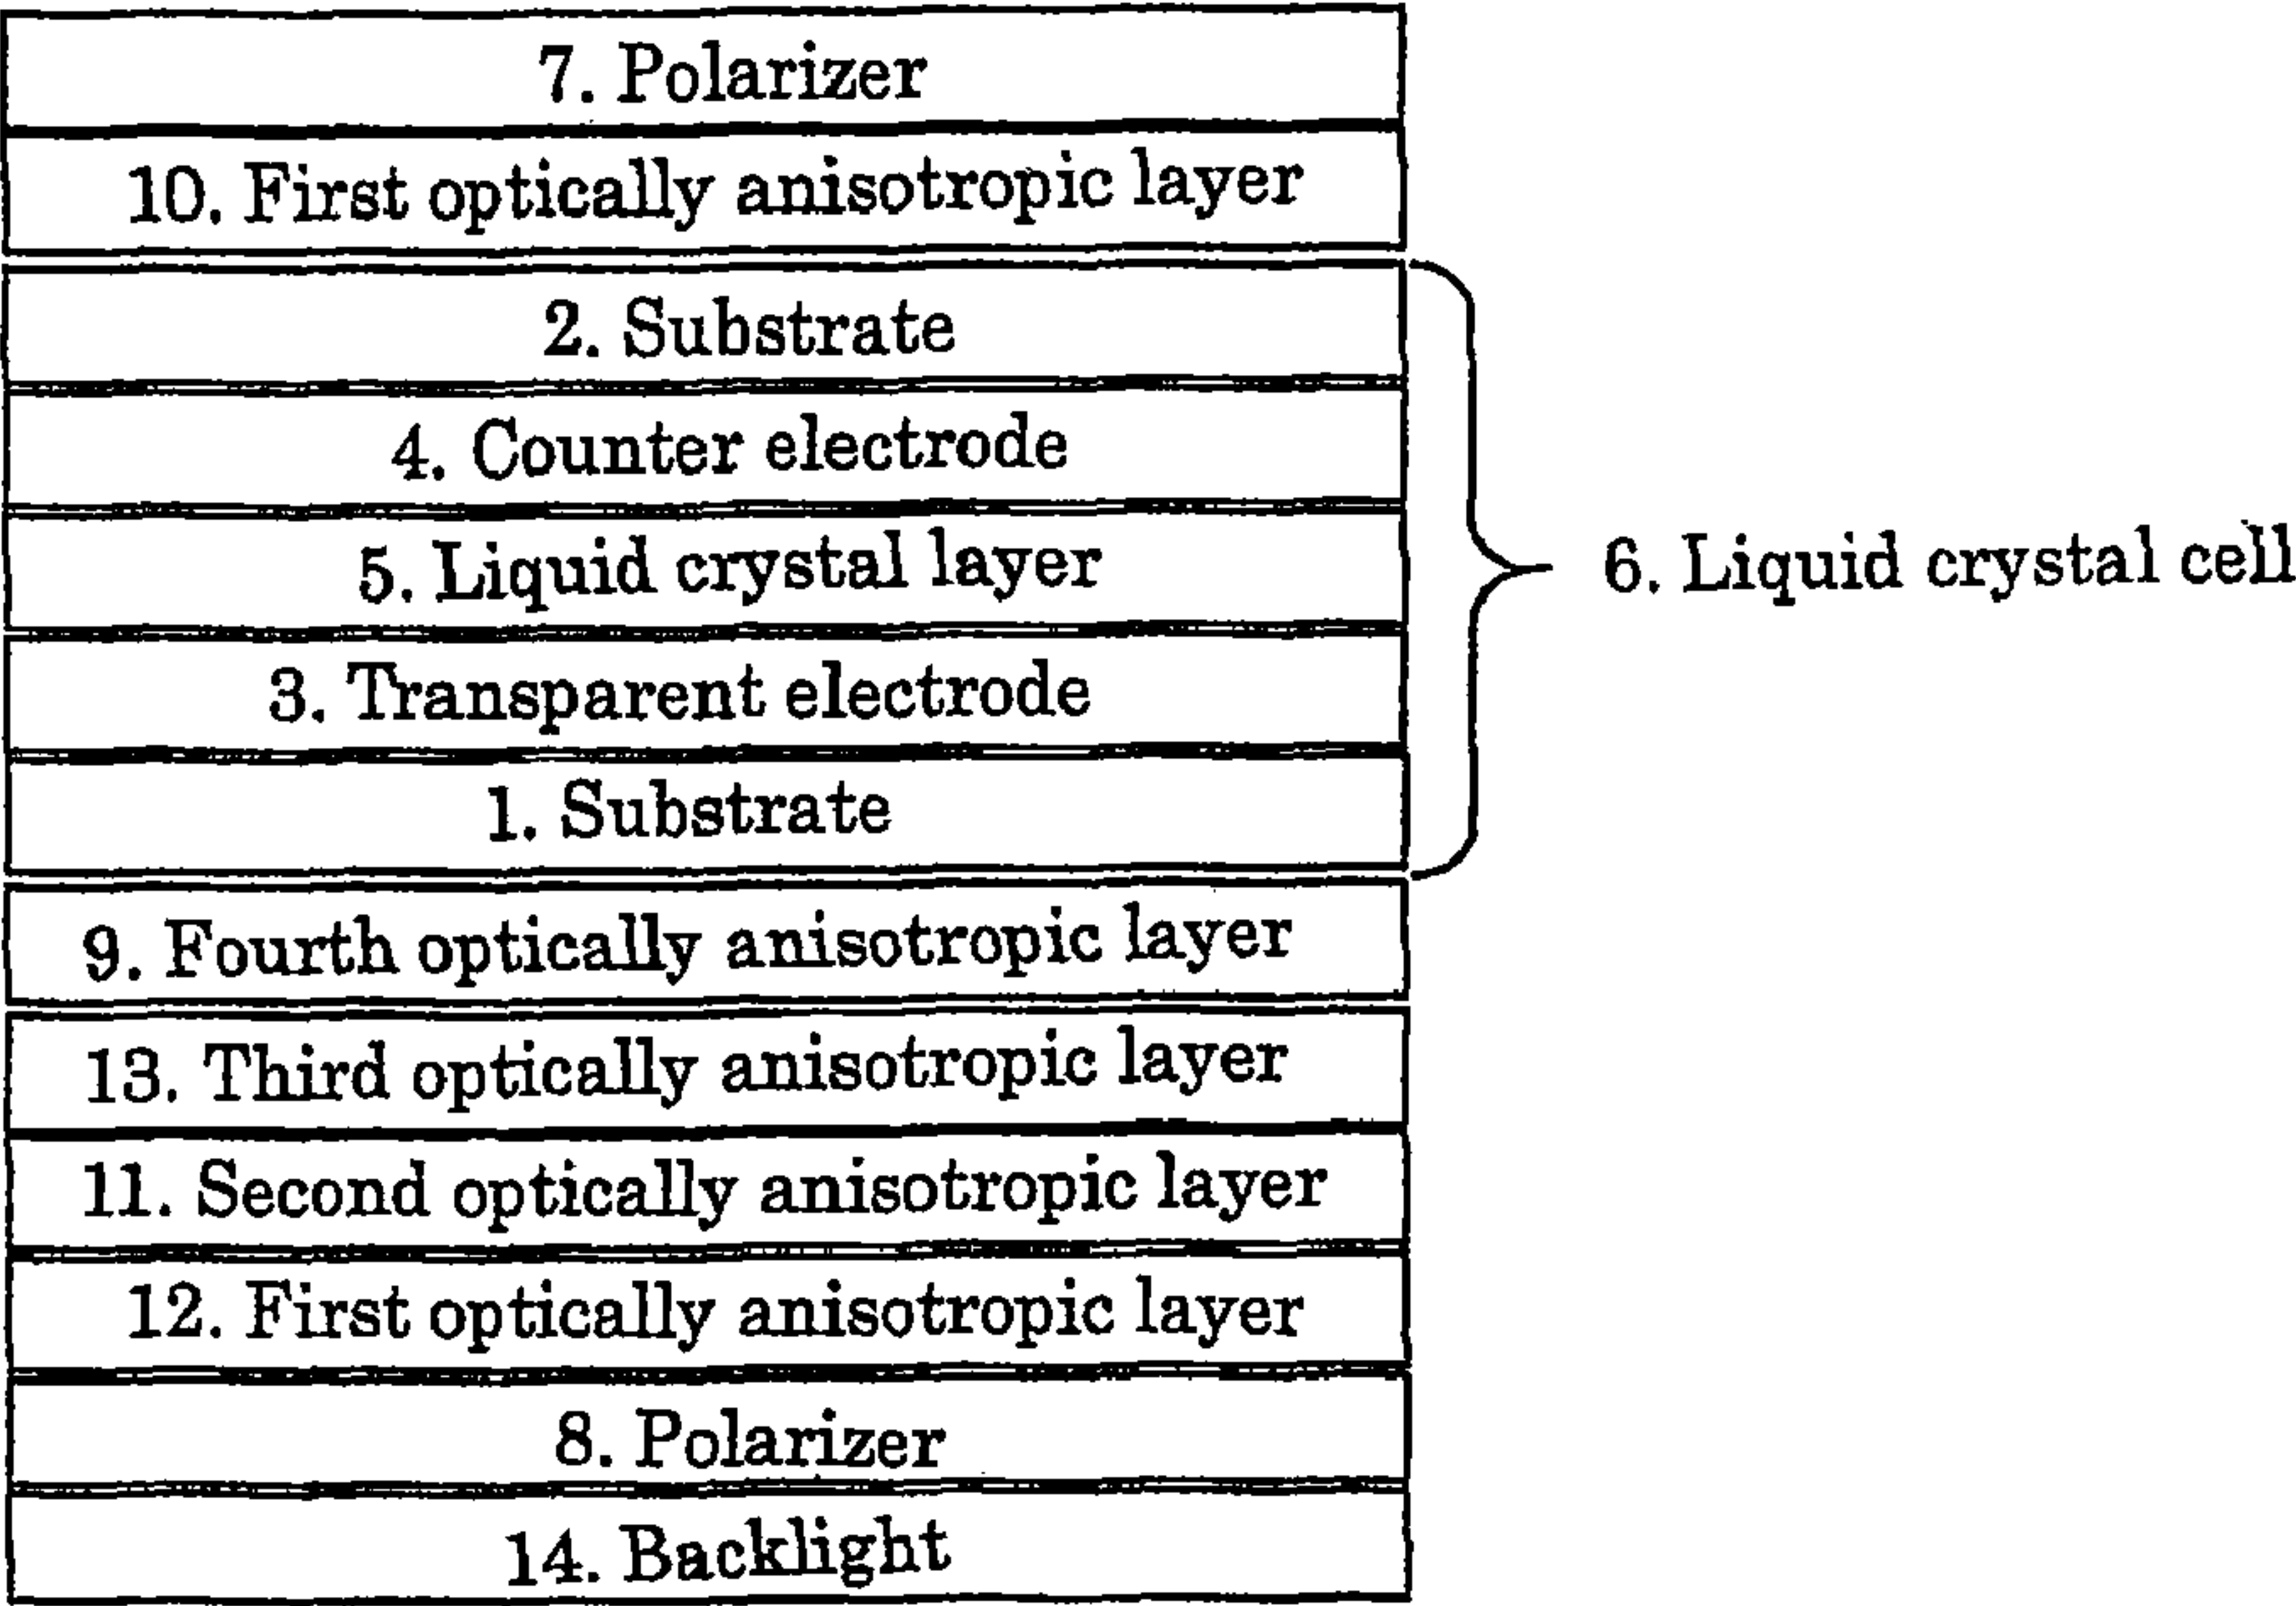 7. Polarizer
10. First optically anisotropic layer
2. Substrate
4. Counter electrode
5. Liquid crystal layer
6. Liquid crystal cell
3. Transparent electrode
1. Substrate
9. Fourth optically anisotropic layer
13. Third optically anisotropic layer
11. Second optically anisotropic layer
12. First optically anisotropic layer
8. Polarizer
14. Backlight